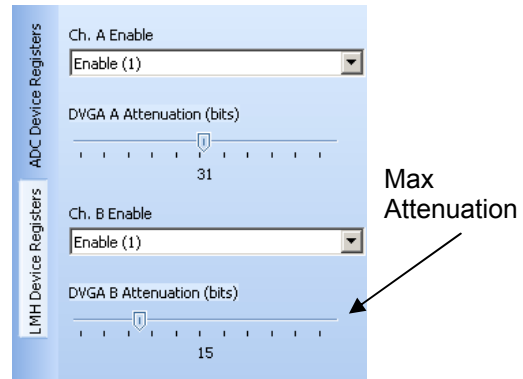 ADC Device Registers
LMH Device Registers
Ch. A Enable
Enable (1)
DVGA A Attenuation (bits)
31
Ch. B Enable
Enable (1)
DVGA B Attenuation (bits)
15
Max
Attenuation